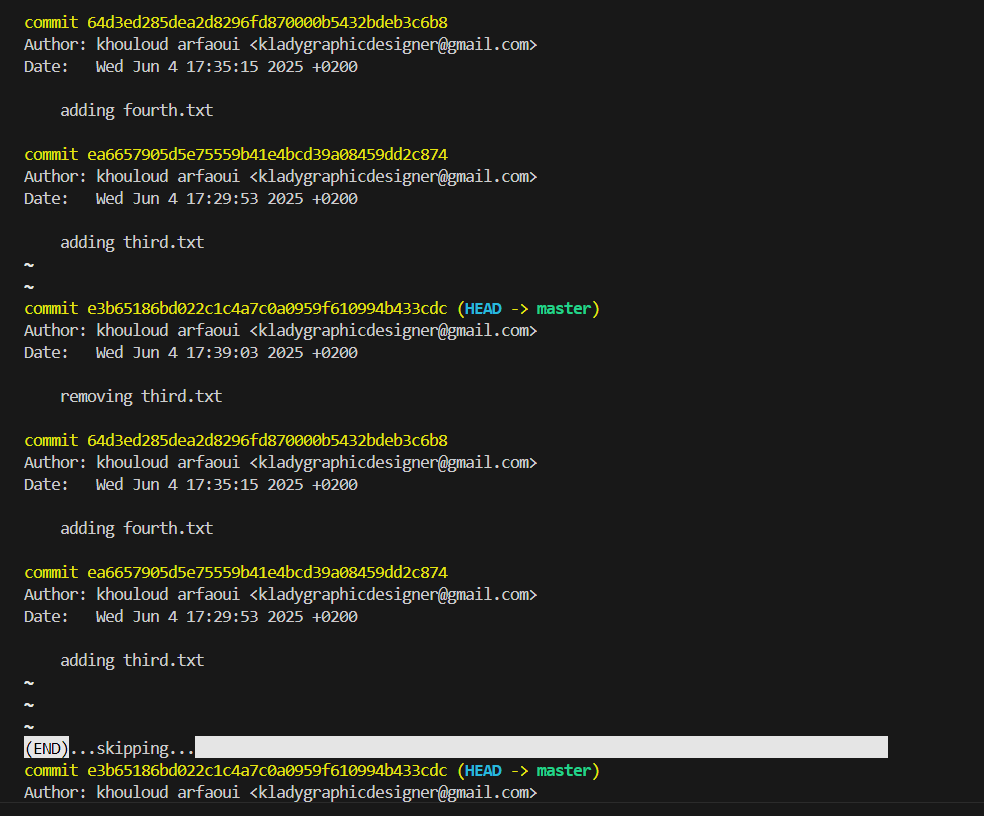 commit 64d3ed285dea2d8296fd870000b5432bdeb3c6b8
Author: khouloud arfaoui <kladygraphicdesigner@gmail.com>
Date:   Wed Jun 4 17:35:15 2025 +0200
adding fourth.txt
commit ea6657905d5e75559b41e4bcd39a08459dd2c874
Author: khouloud arfaoui <kladygraphicdesigner@gmail.com>
Date:   Wed Jun 4 17:29:53 2025 +0200
adding third.txt
~
~
commit e3b65186bd022c1c4a7c0a0959f610994b433cdc (HEAD -> master)
Author: khouloud arfaoui <kladygraphicdesigner@gmail.com>
Date:   Wed Jun 4 17:39:03 2025 +0200
removing third.txt
commit 64d3ed285dea2d8296fd870000b5432bdeb3c6b8
Author: khouloud arfaoui <kladygraphicdesigner@gmail.com>
Date:   Wed Jun 4 17:35:15 2025 +0200
adding fourth.txt
commit ea6657905d5e75559b41e4bcd39a08459dd2c874
Author: khouloud arfaoui <kladygraphicdesigner@gmail.com>
Date:   Wed Jun 4 17:29:53 2025 +0200
adding third.txt
~
~
~
(END)...skipping...
commit e3b65186bd022c1c4a7c0a0959f610994b433cdc (HEAD -> master)
Author: khouloud arfaoui <kladygraphicdesigner@gmail.com>